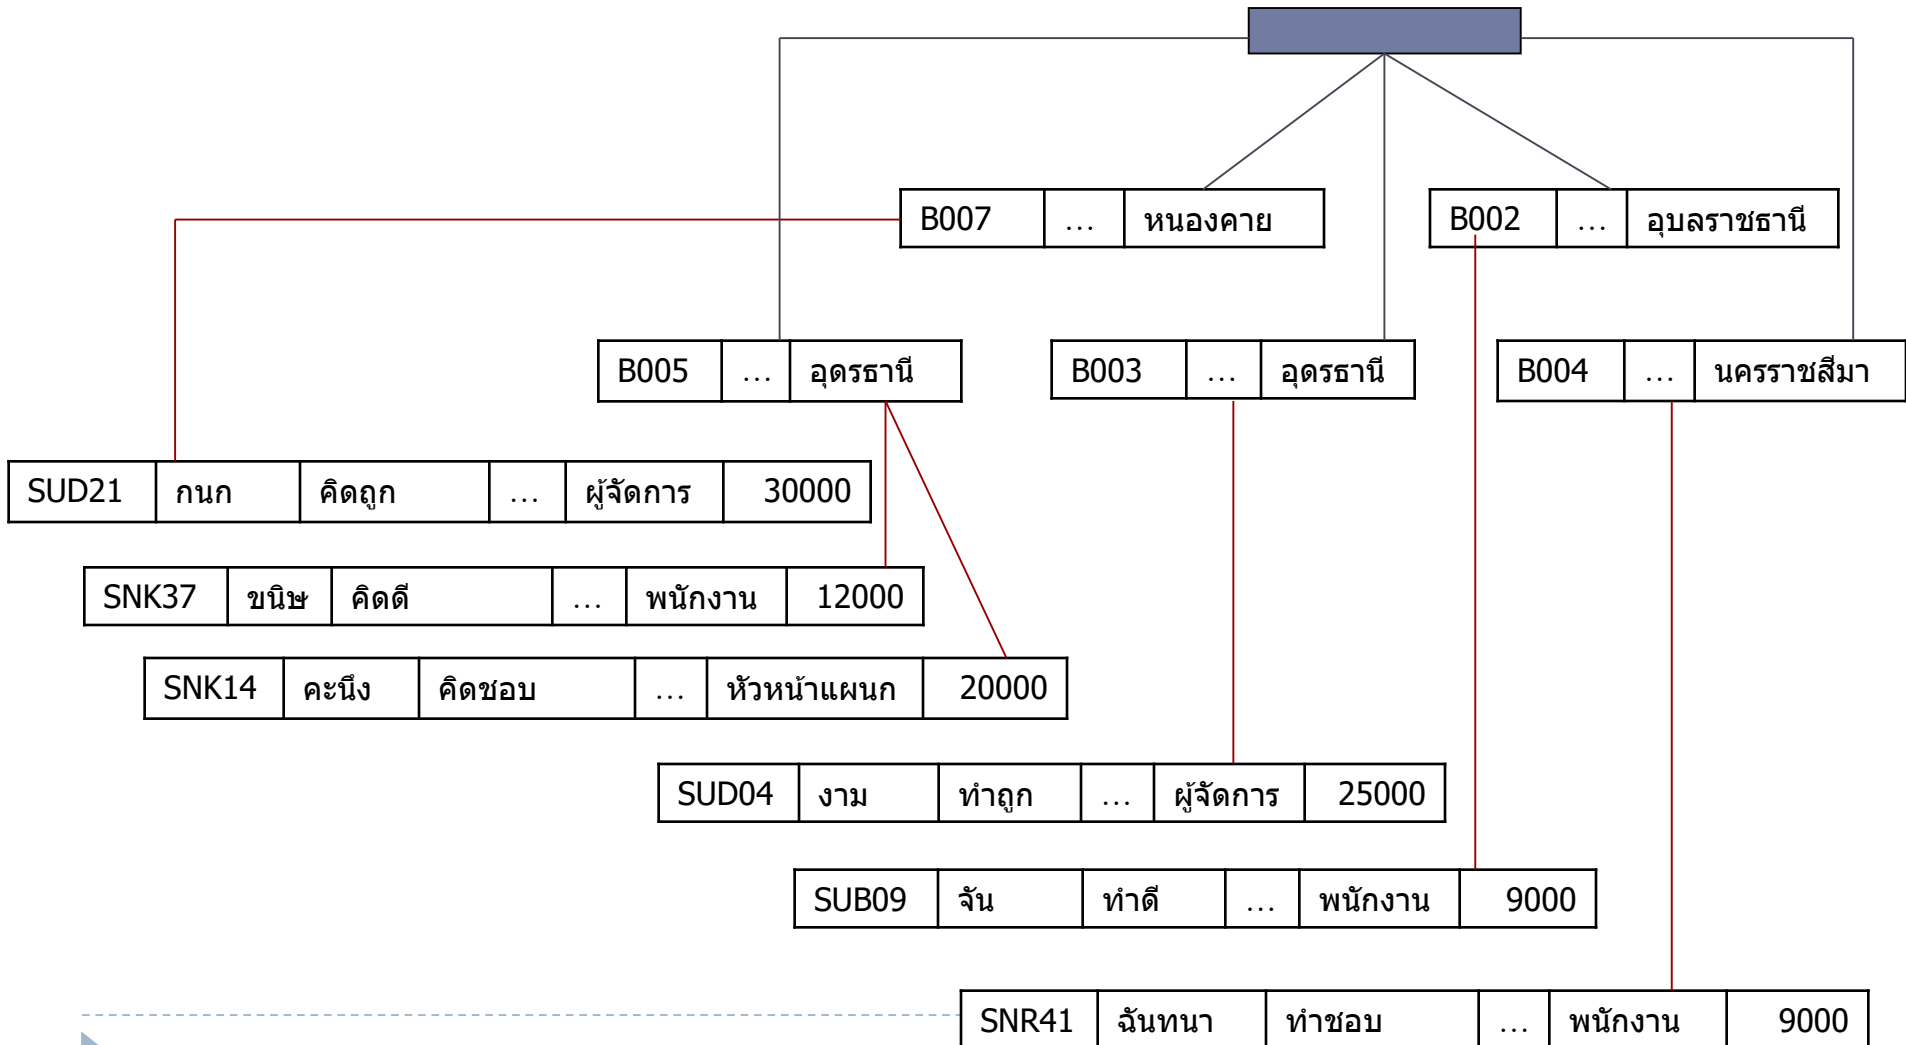 B007 … หนองคาย
B002 … อุบลราชธานี
B005 … อุดรธานี
B003 … อุดรธานี
B004 … นครราชสีมา
SUD21 กนก คิดถูก … ผู้จัดการ 30000
SNK37 ขนิษ คิดดี … พนักงาน 12000
SNK14 คะนึง คิดชอบ … หัวหน้าแผนก 20000
SUD04 งาม ทำถูก … ผู้จัดการ 25000
SUB09 จัน ทำดี … พนักงาน 9000
SNR41 ฉันทนา ทำชอบ … พนักงาน 9000